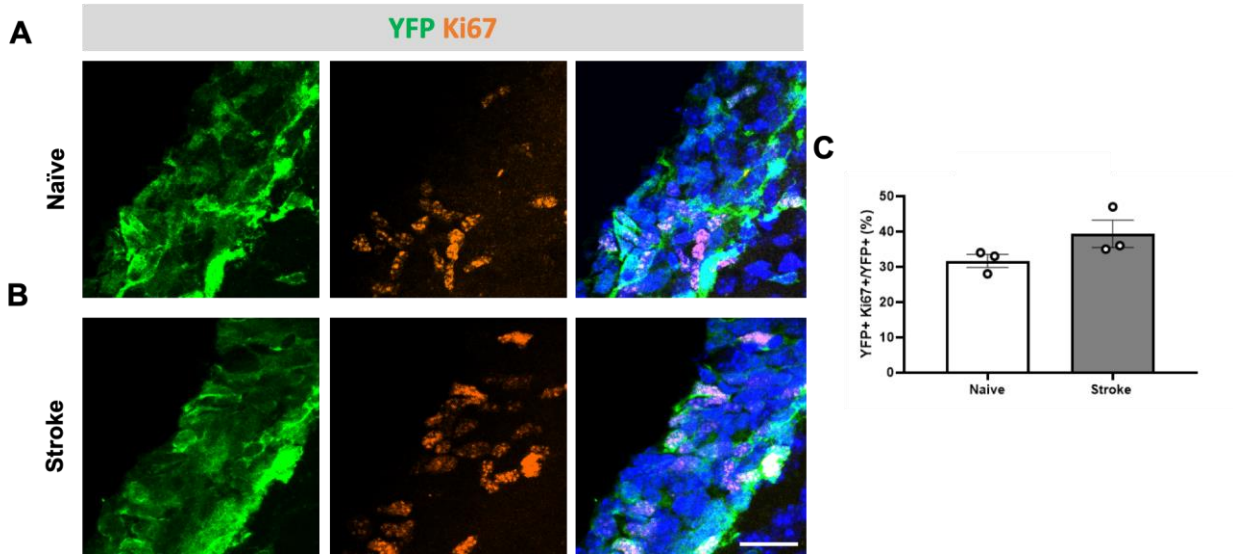 A
YFP Ki67
Naïve
B
Stroke
C
YFP+ Ki67+/YFP+ (%)
50
40
30
20
10
0
Naive
Stroke